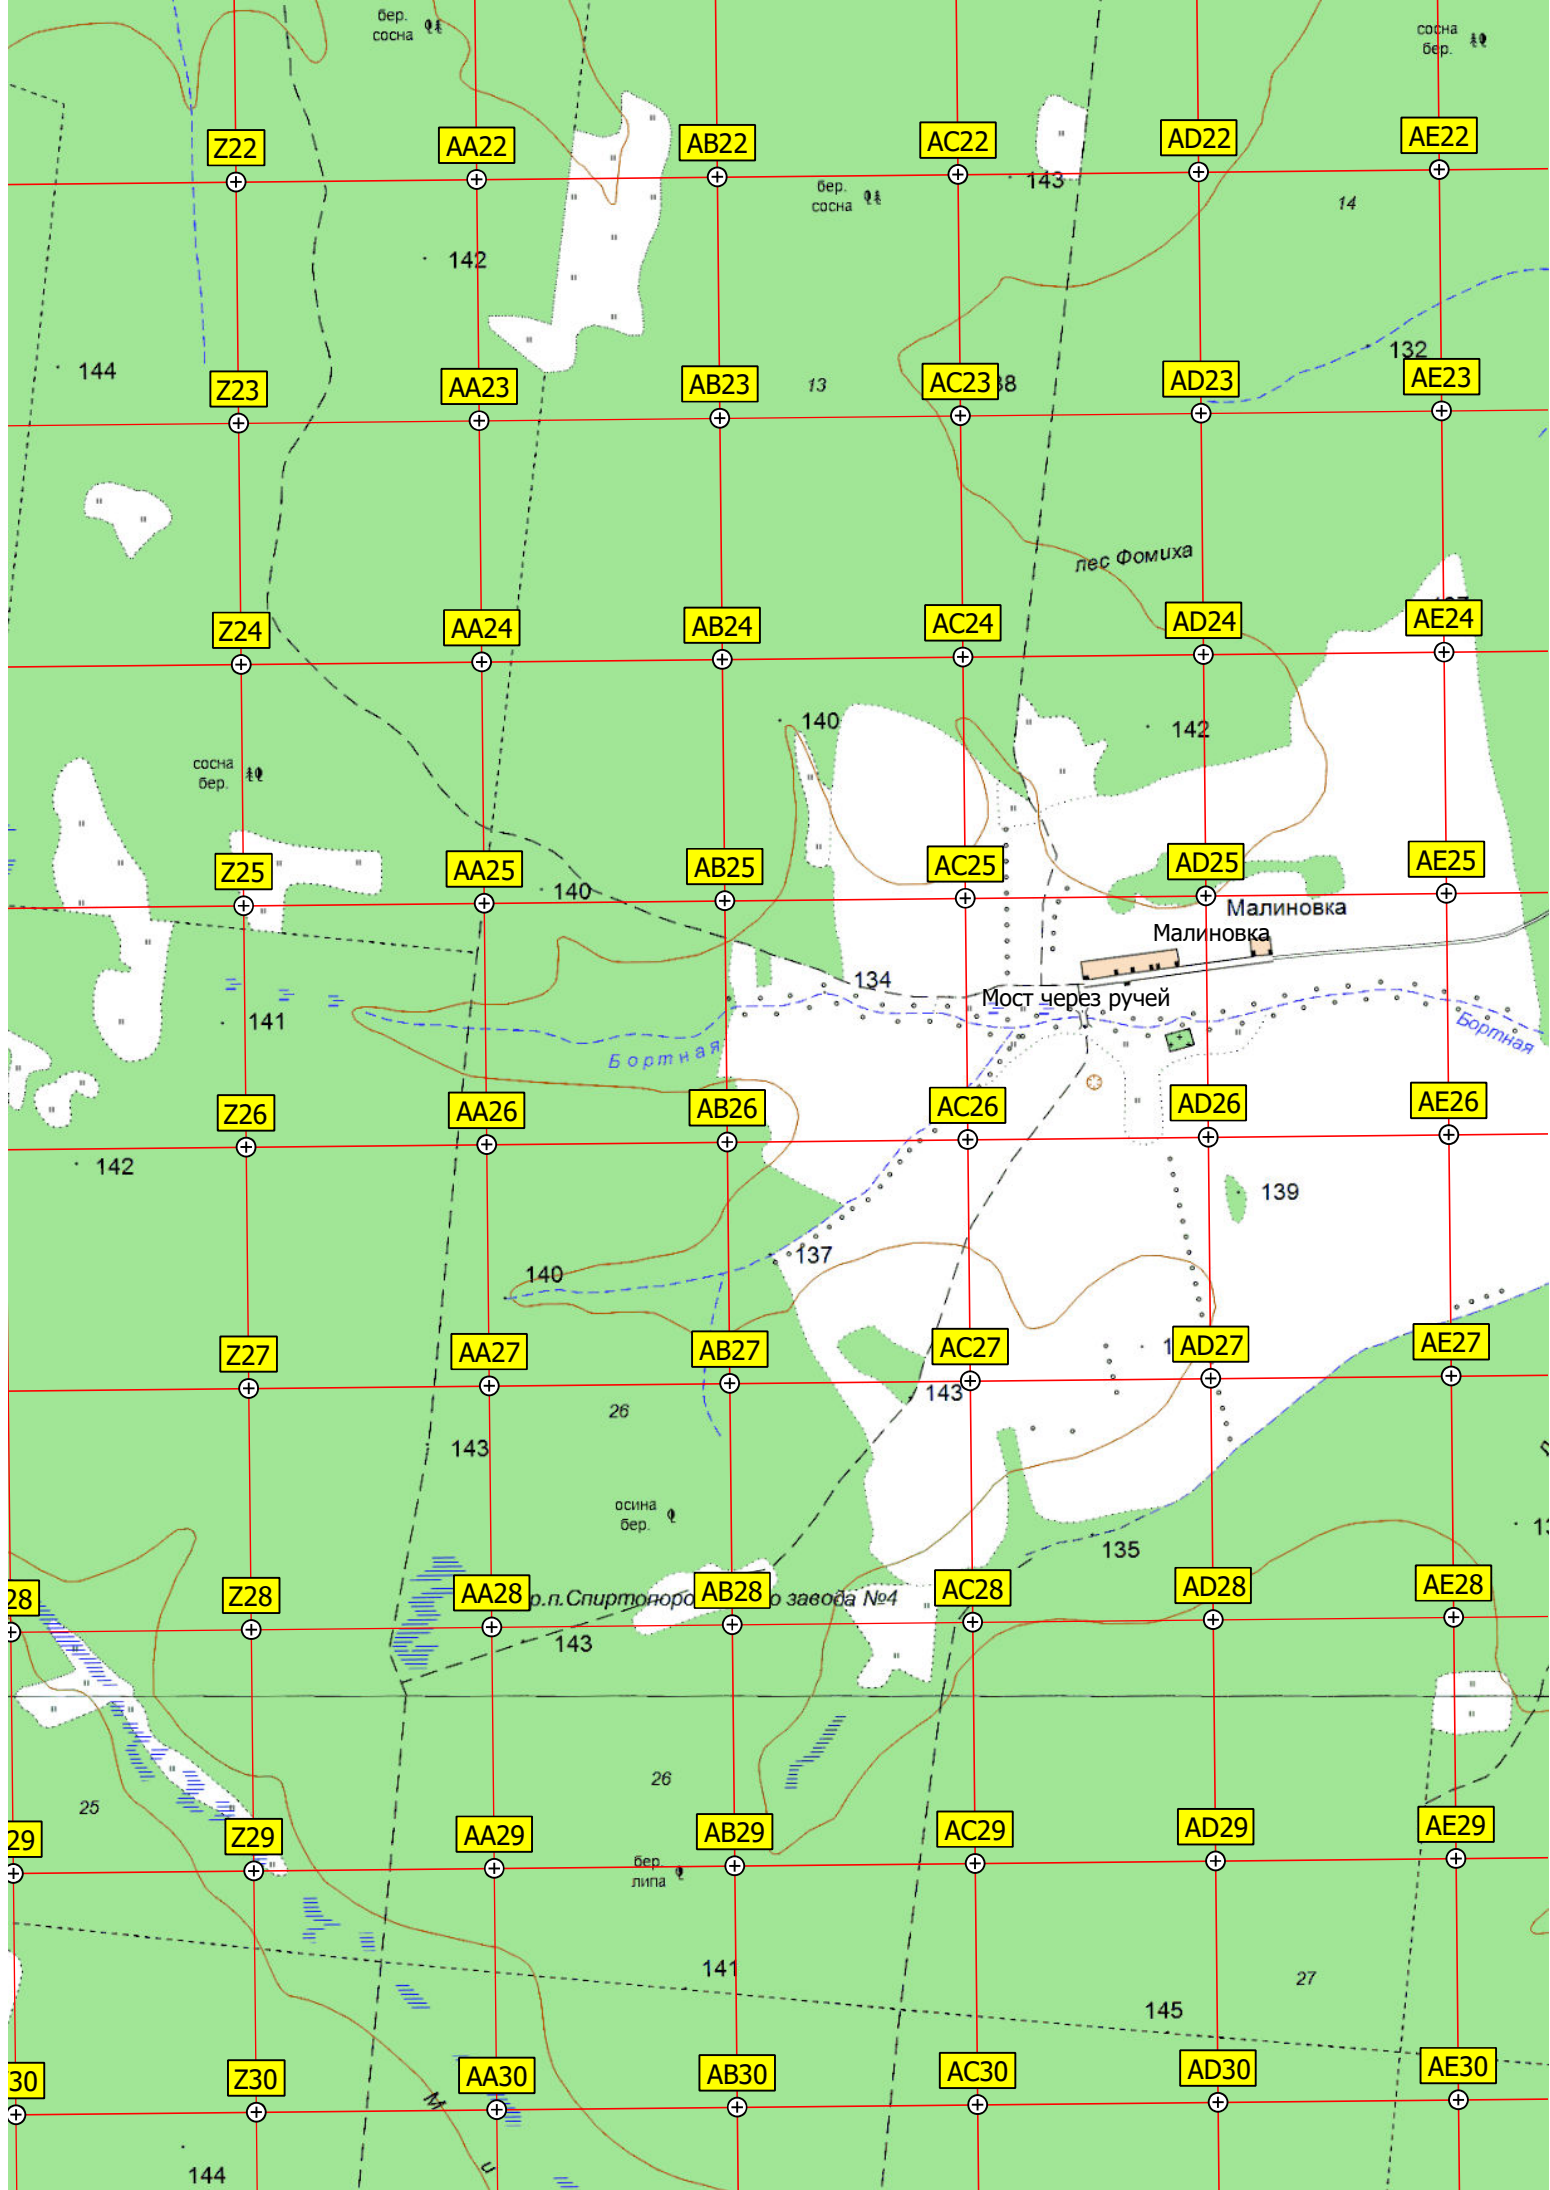 бер.
сосна
сосна
бер.
Z22
AA22
AB22
AC22
AD22
AE22
143
бер.
сосна
14
142
132
144
Z23
AA23
AB23
13
AC23
AD23
AE23
лес Фомиха
Z24
AA24
AB24
AC24
AD24
AE24
140
142
сосна
бер.
Z25
AA25
AB25
AC25
AD25
AE25
140
Малиновка
Малиновка
134
Мост через ручей
141
Бортная
Бортная
Z26
AA26
AB26
AC26
AD26
AE26
142
139
137
140
Z27
AA27
AB27
AC27
AD27
AE27
143
26
143
осина
бер.
135
28
Z28
AA28
р.п.Спиртопоро
AB28
о завода №4
AC28
AD28
AE28
143
26
25
29
Z29
AA29
AB29
AC29
AD29
AE29
бер.
липа
141
27
145
30
Z30
AA30
AB30
AC30
AD30
AE30
М
и
144